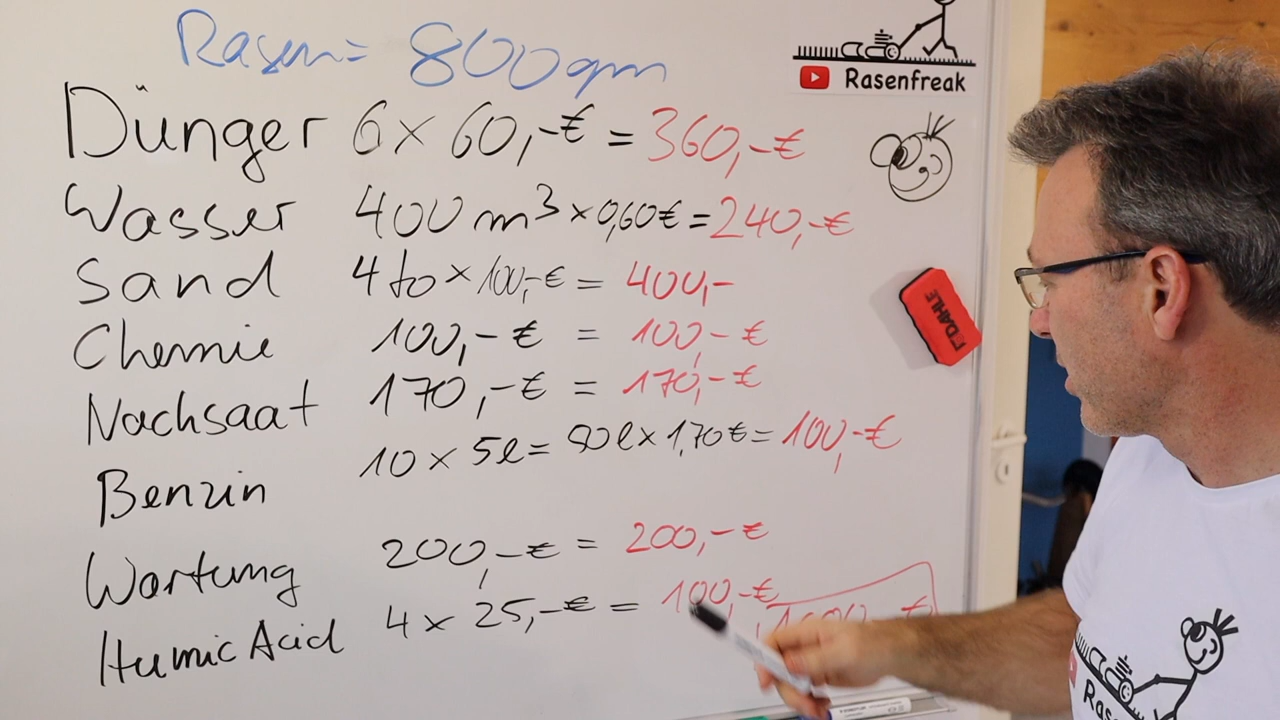 Rasen = 800qm
Rasenfreak
Dünger 6 x 60,-€ = 360,-€
Wasser 400 m³ x 0,60€ = 240,-€
Sand 4 to x 100,-€ = 400,-
DAHLE
Chemie 100,-€ = 100,-€
Nachsaat 170,-€ = 170,-€
Benzin 10 x 5l = 50l x 1,70€ = 100,-€
Wartung 200,-€ = 200,-€
Humic Acid 4 x 25,-€ = 100,-€
€
Rase